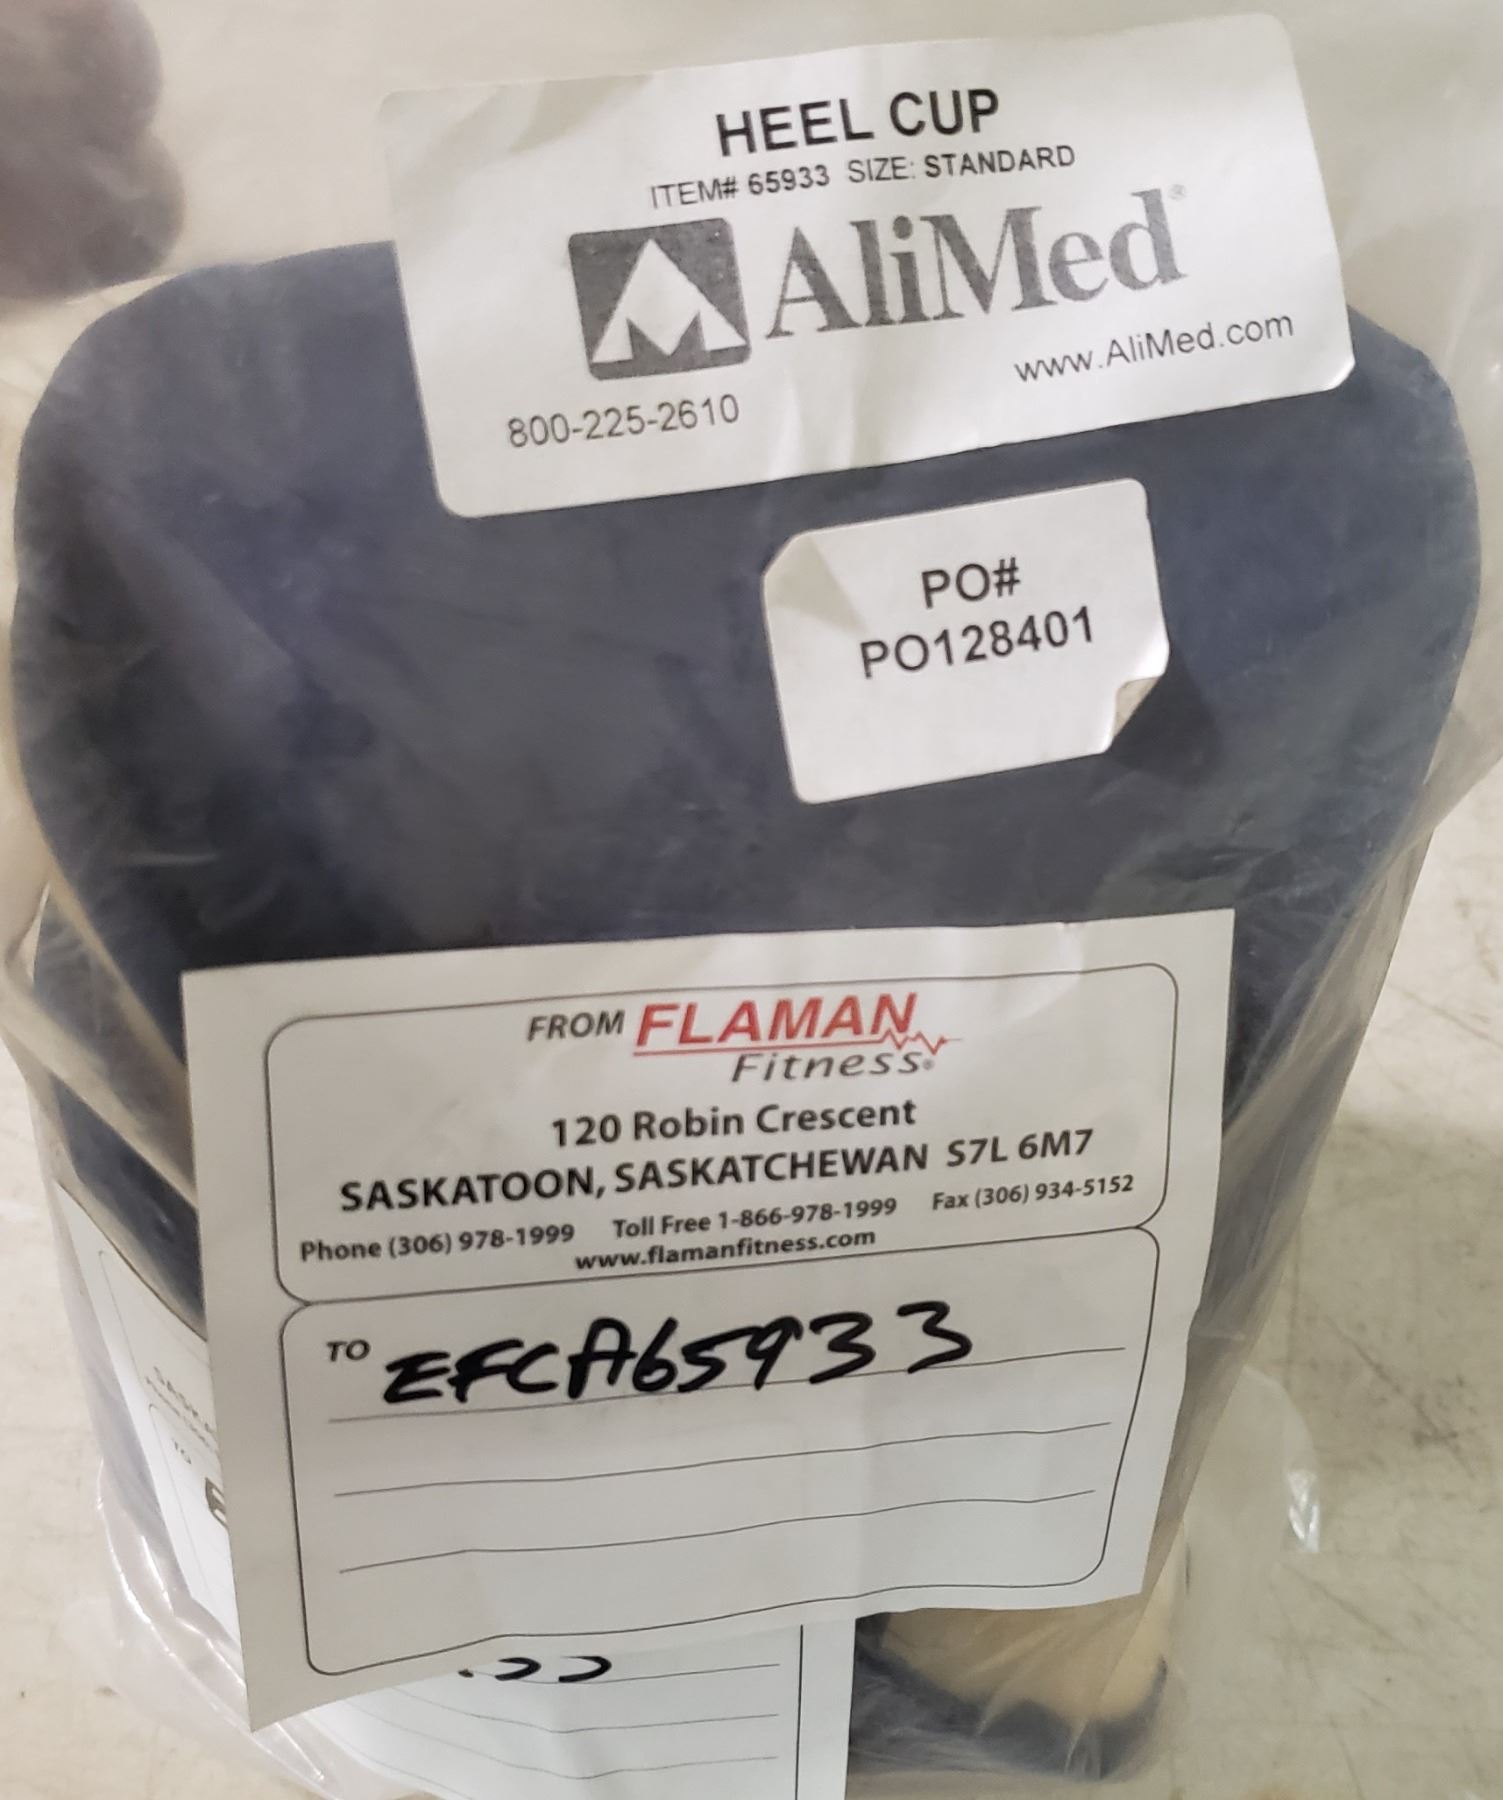 HEEL CUP
ITEM# 65933 SIZE: STANDARD
AliMed®
www.AliMed.com
800-225-2610
PO#
PO128401
FROM FLAMAN
Fitness®
120 Robin Crescent
SASKATOON, SASKATCHEWAN S7L 6M7
Phone (306) 978-1999 Toll Free 1-866-978-1999 Fax (306) 934-5152
www.flamanfitness.com
TO EFCA65933
TO